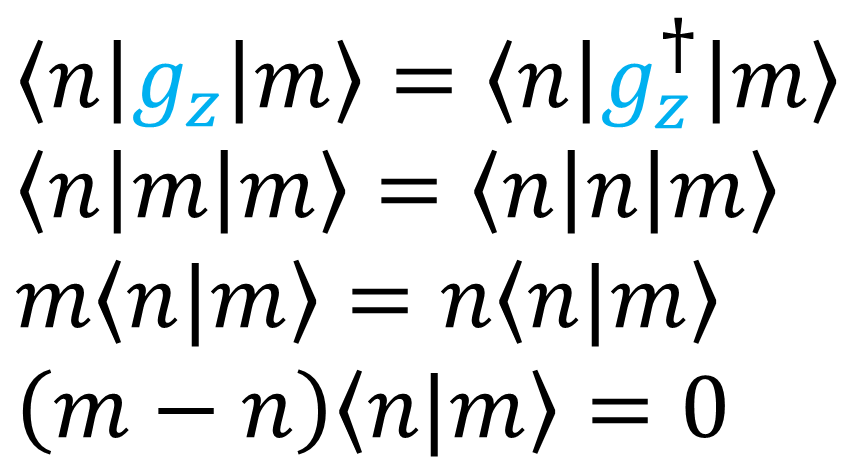 ⟨n|g_z|m⟩ = ⟨n|g_z^†|m⟩
⟨n|m|m⟩ = ⟨n|n|m⟩
m⟨n|m⟩ = n⟨n|m⟩
(m − n)⟨n|m⟩ = 0